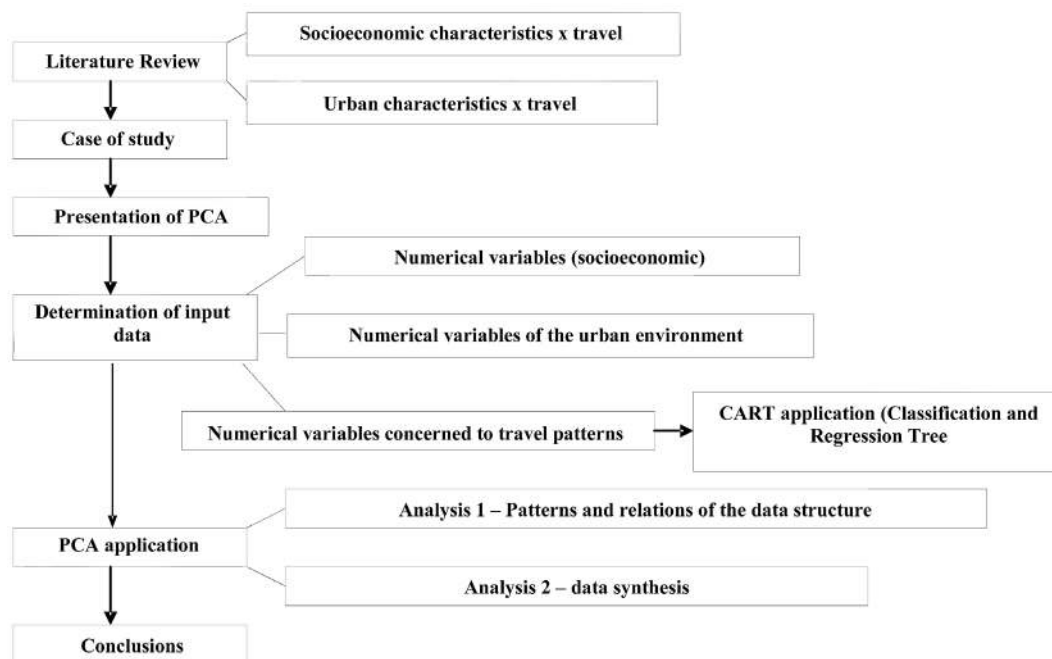 Socioeconomic characteristics x travel
Literature Review
Urban characteristics x travel
Case of study
Presentation of PCA
Numerical variables (socioeconomic)
Determination of input
data
Numerical variables of the urban environment
Numerical variables concerned to travel patterns
CART application (Classification and
Regression Tree
Analysis 1 – Patterns and relations of the data structure
PCA application
Analysis 2 – data synthesis
Conclusions